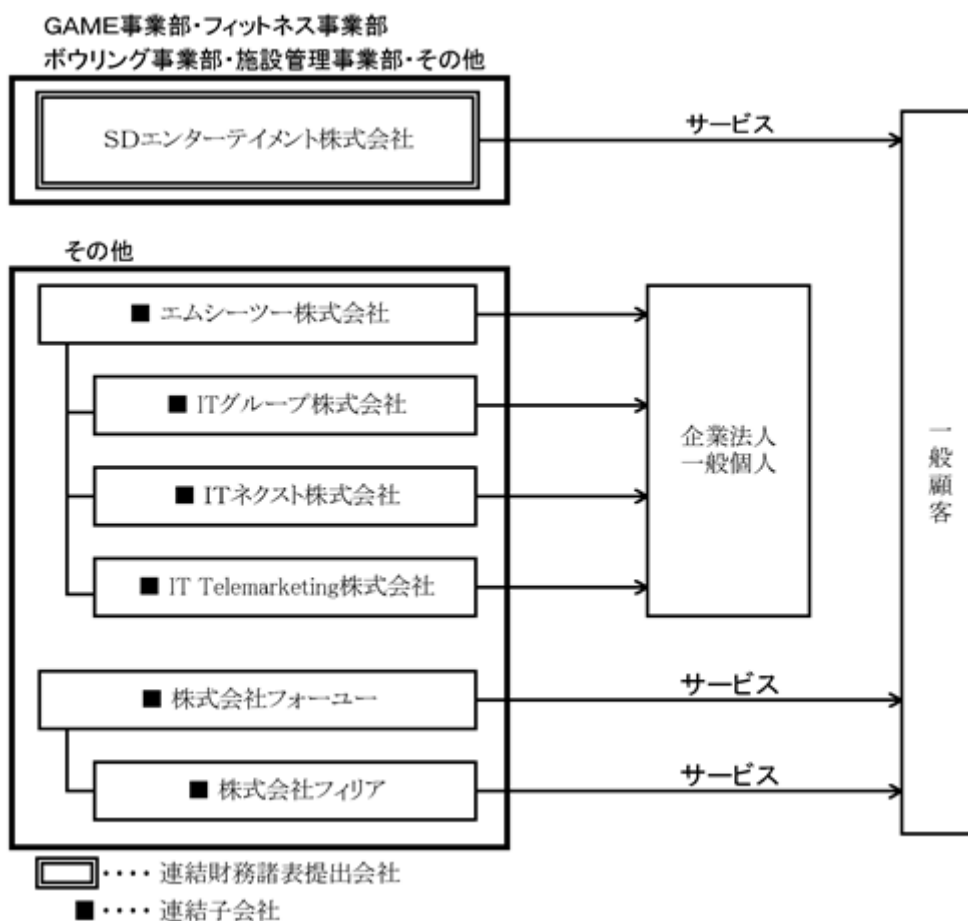 GAME事業部・フィットネス事業部
ボウリング事業部・施設管理事業部・その他
SDエンターテイメント株式会社
サービス
その他
■ エムシーツー株式会社
■ ITグループ株式会社
■ ITネクスト株式会社
■ IT Telemarketing株式会社
企業法人
一般個人
一般顧客
■ 株式会社フォーユー
サービス
■ 株式会社フィリア
サービス
・・・・ 連結財務諸表提出会社
■ ・・・・ 連結子会社